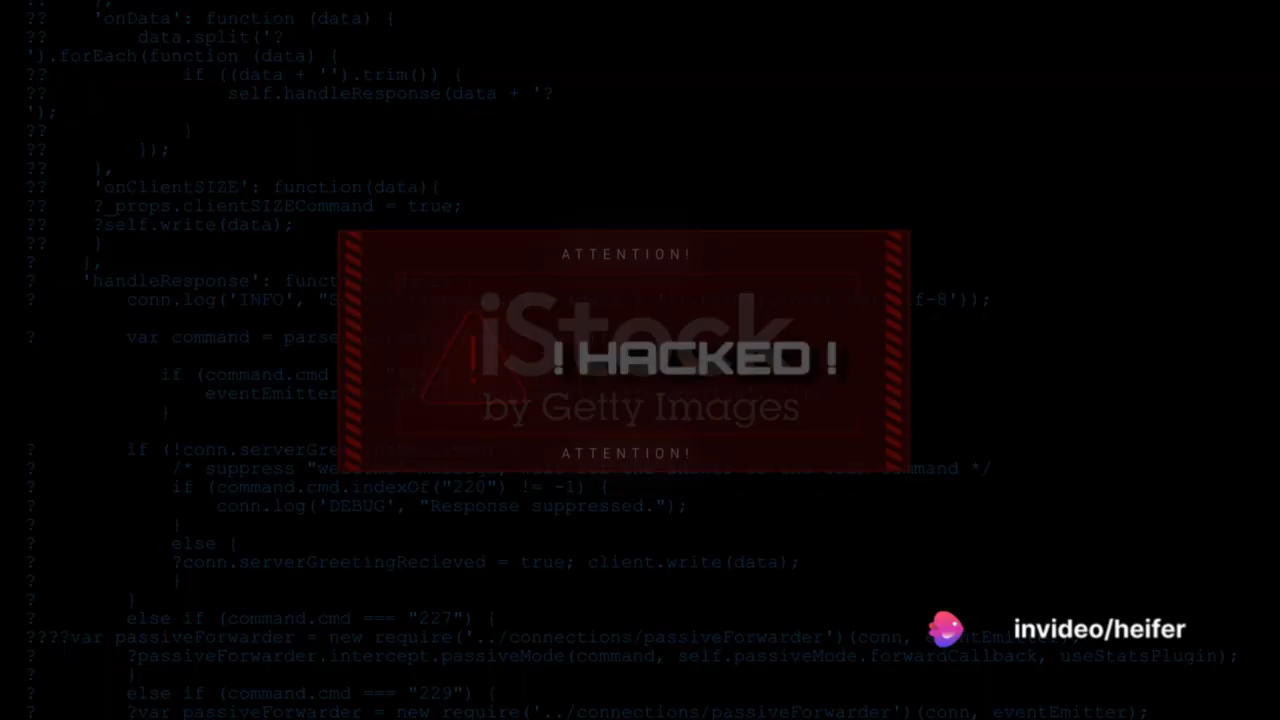 ?? 'onData': function (data) {
?? data.split('?
').forEach(function (data) {
?? if ((data + '').trim()) {
?? self.handleResponse(data + '?
');
?? }
?? });
?? },
?? 'onClientSIZE': function(data){
?? ?_props.clientSIZECommand = true;
?? ?self.write(data);
?? }
? },
'handleResponse':
? conn.log('INFO', f-8'));
? var command =
if (command.cmd
eventEmitter
}
? if
? /* suppress */
? if (command.cmd.indexOf("220") != -1) {
? conn.log('DEBUG', "Response suppressed.");
? }
? else {
? ?conn.serverGreetingRecieved = true; client.write(data);
? }
? }
? else if (command.cmd === "227") {
????var passiveForwarder = new require('../connections/passiveForwarder')(conn,
? ?passiveForwarder.intercept.passiveMode(command, self.passiveMode.forwardCallback, useStatsPlugin);
? }
? else if (command.cmd === "229") {
? ?var passiveForwarder = new require('../connections/passiveForwarder')(conn, eventEmitter);
ATTENTION!
iStock
! HACKED !
by Getty Images
ATTENTION!
invideo/heifer